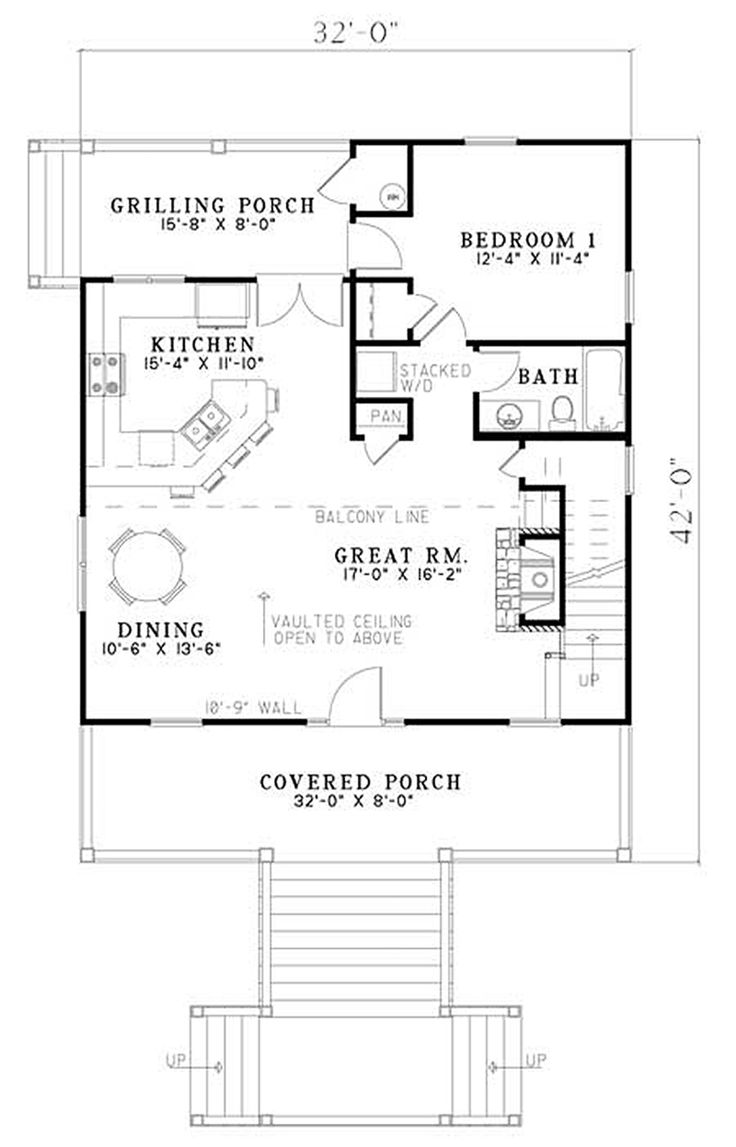 32'-0"
GRILLING PORCH
15'-8" X 8'-0"
WH
BEDROOM 1
12'-4" X 11'-4"
KITCHEN
15'-4" X 11'-10"
STACKED
W/D
BATH
PAN.
42'-0"
BALCONY LINE
GREAT RM.
17'-0" X 16'-2"
VAULTED CEILING
OPEN TO ABOVE
DINING
10'-6" X 13'-6"
UP
10'-9" WALL
COVERED PORCH
32'-0" X 8'-0"
UP
UP